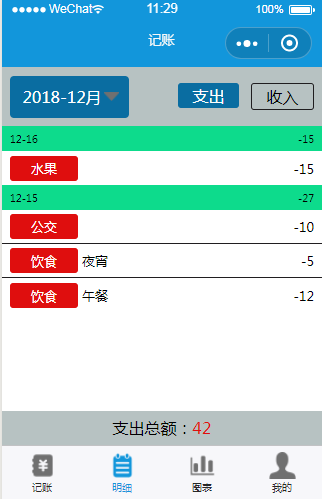 ●●●●● WeChat 11:29 100%
记账
2018-12月 支出 收入
12-16 -15
水果 -15
12-15 -27
公交 -10
饮食 夜宵 -5
饮食 午餐 -12
支出总额：42
记账 明细 图表 我的